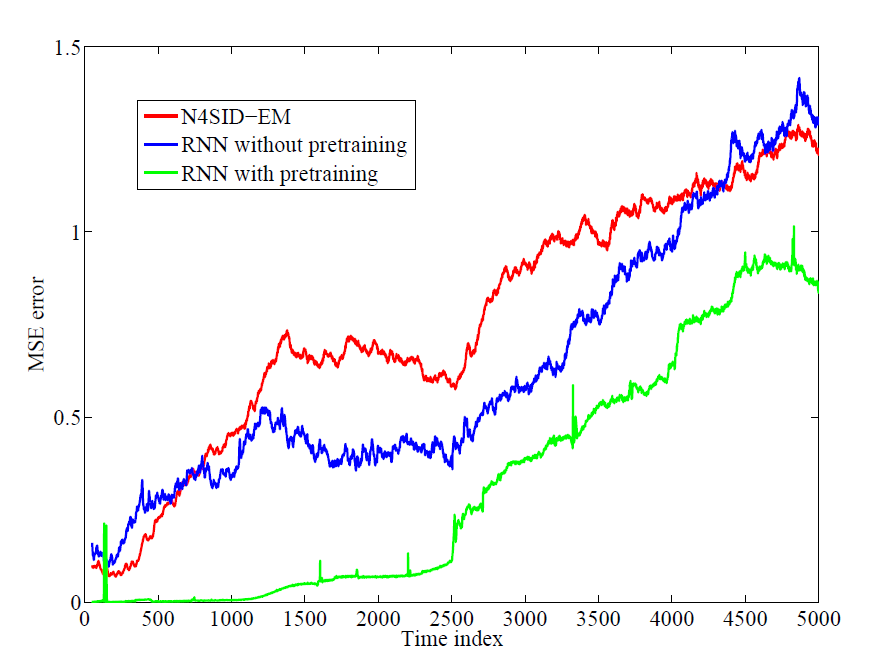 1.5
1
0.5
0
MSE error
N4SID−EM
RNN without pretraining
RNN with pretraining
0 500 1000 1500 2000 2500 3000 3500 4000 4500 5000
Time index